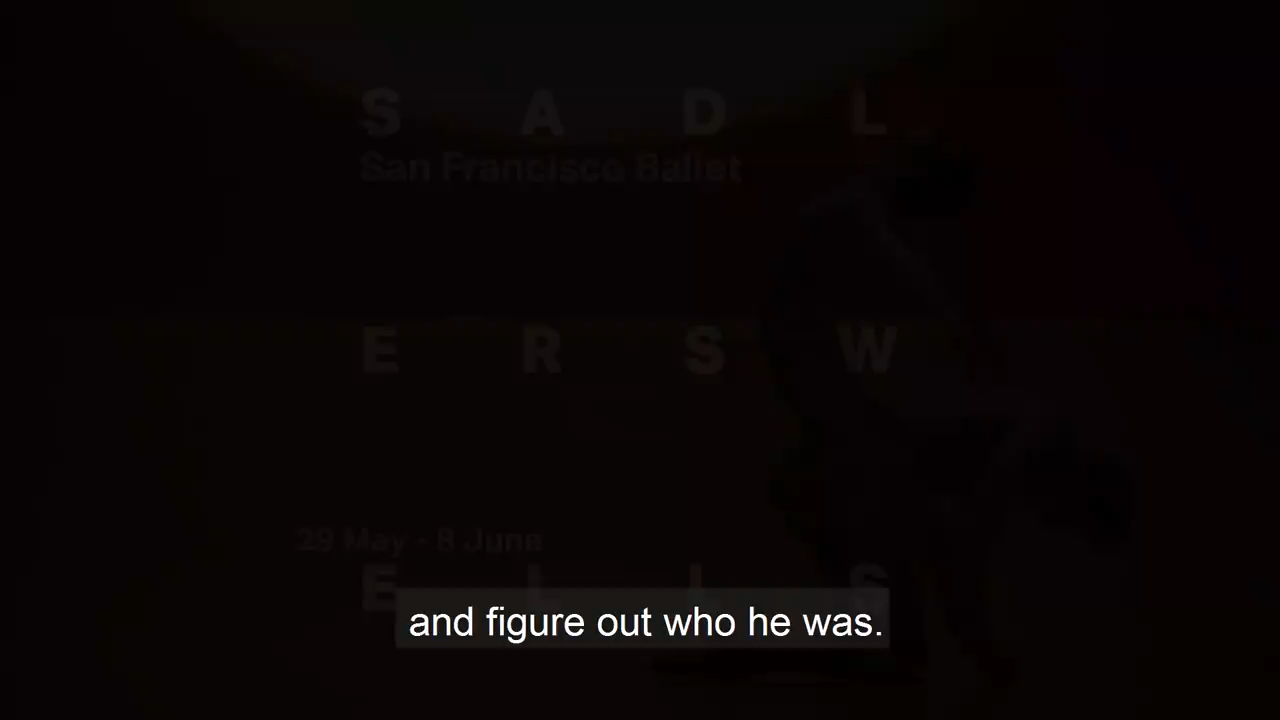 S A D L
San Francisco Ballet
E R S W
29 May - 8 June
E L L S
and figure out who he was.